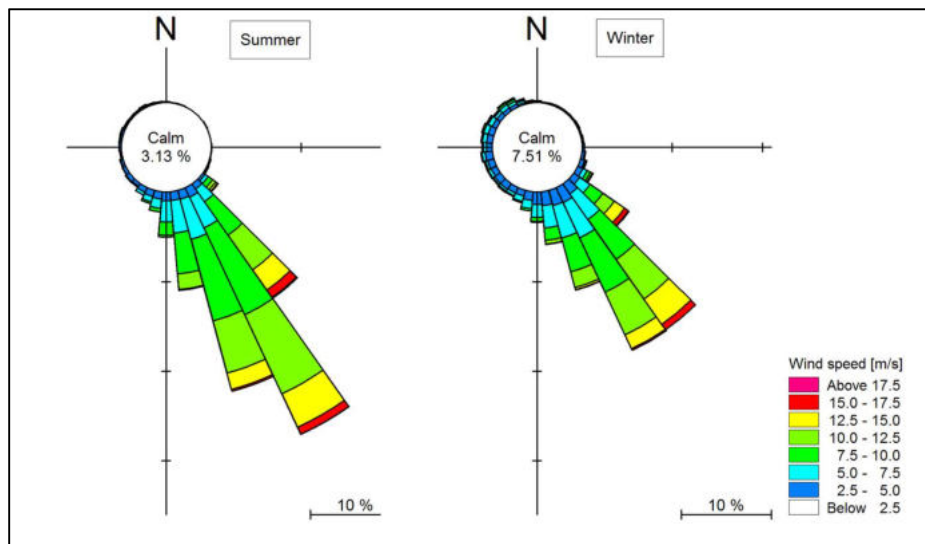 N
Summer
Calm
3.13 %
10 %
N
Winter
Calm
7.51 %
10 %
Wind speed [m/s]
Above 17.5
15.0 - 17.5
12.5 - 15.0
10.0 - 12.5
7.5 - 10.0
5.0 - 7.5
2.5 - 5.0
Below 2.5